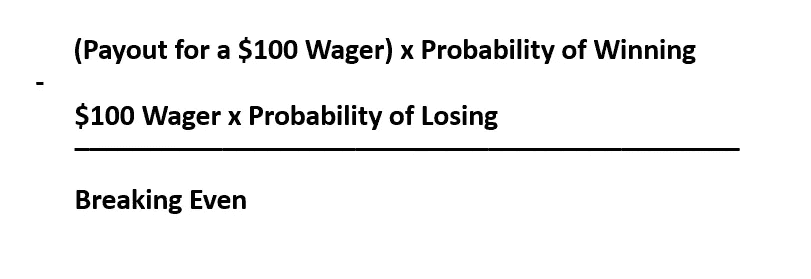 (Payout for a $100 Wager) x Probability of Winning
-
$100 Wager x Probability of Losing
Breaking Even